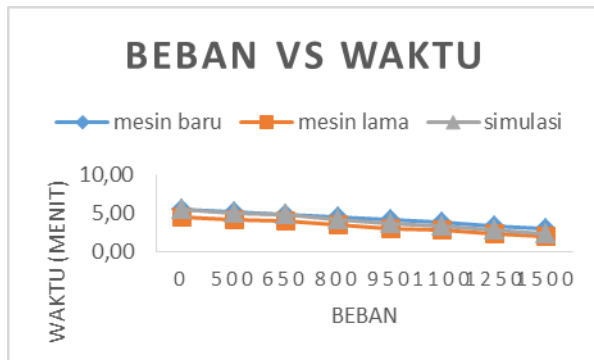 BEBAN VS WAKTU
mesin baru mesin lama simulasi
WAKTU (MENIT)
10,00
5,00
0,00
0 500 650 800 950 1100 1250 1500
BEBAN